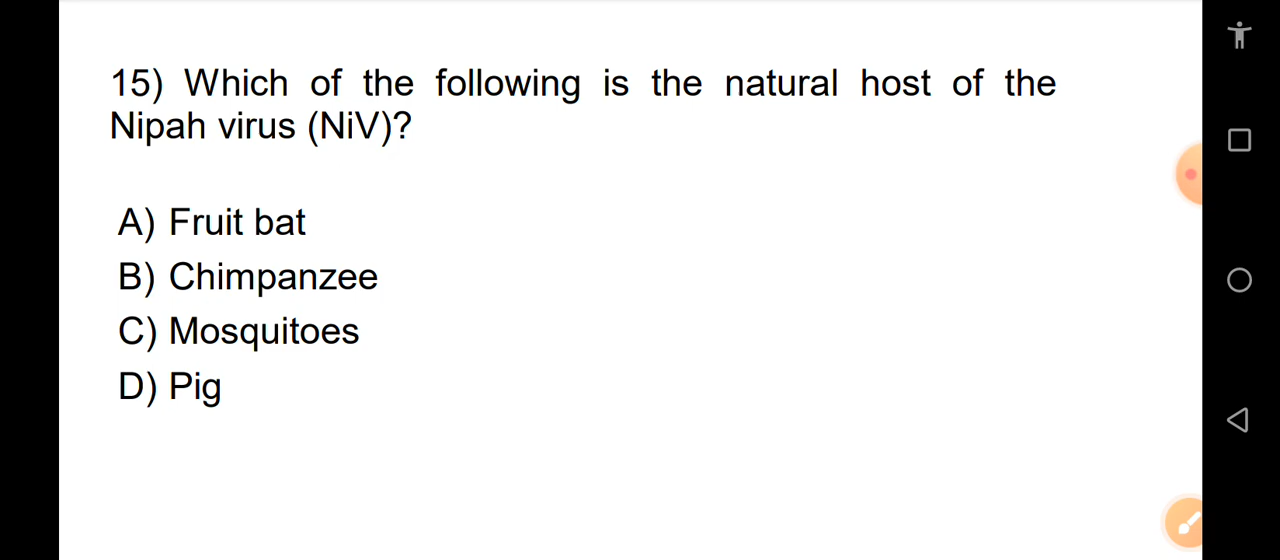 15) Which of the following is the natural host of the
Nipah virus (NiV)?
A) Fruit bat
B) Chimpanzee
C) Mosquitoes
D) Pig